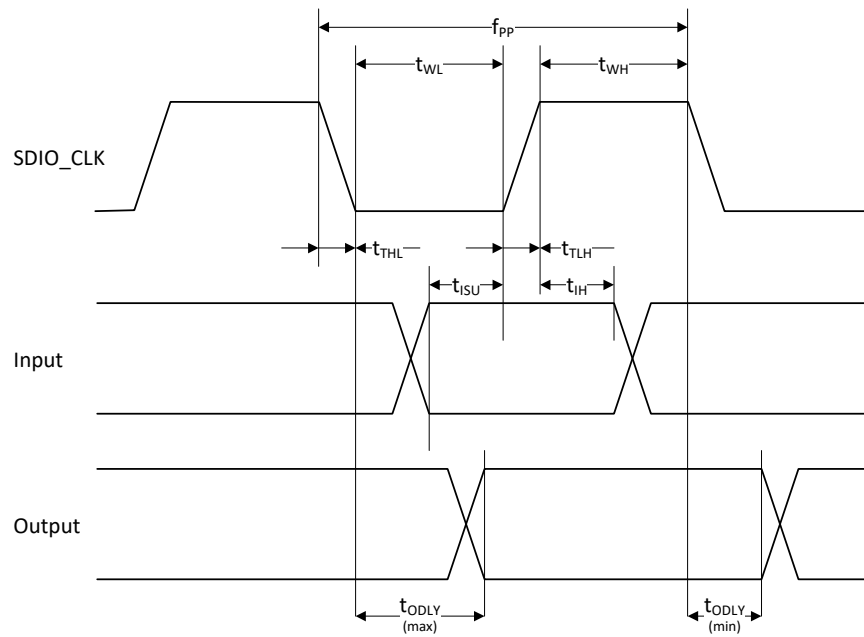 fPP
tWL
tWH
SDIO_CLK
tTHL
tTLH
tISU
tIH
Input
Output
tODLY
(max)
tODLY
(min)